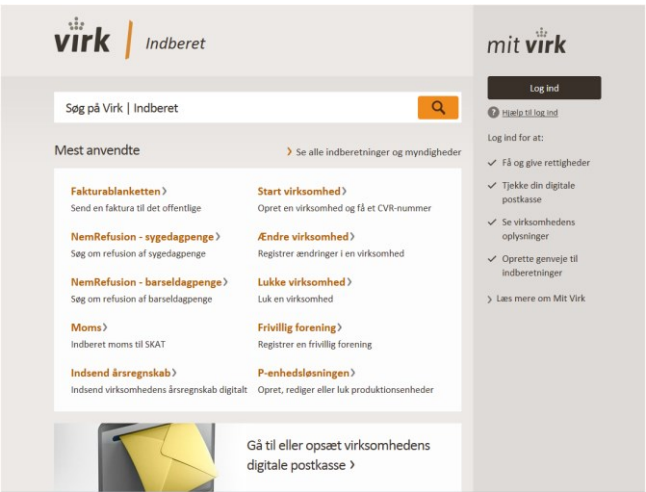 virk | Indberet
Søg på Virk | Indberet
Mest anvendte
› Se alle indberetninger og myndigheder
Fakturablanketten ›
Send en faktura til det offentlige
NemRefusion - sygedagpenge ›
Søg om refusion af sygedagpenge
NemRefusion - barseldagpenge ›
Søg om refusion af barseldagpenge
Moms ›
Indberet moms til SKAT
Indsend årsregnskab ›
Indsend virksomhedens årsregnskab digitalt
Start virksomhed ›
Opret en virksomhed og få et CVR-nummer
Ændre virksomhed ›
Registrer ændringer i en virksomhed
Lukke virksomhed ›
Luk en virksomhed
Frivillig forening ›
Registrer en frivillig forening
P-enhedsløsningen ›
Opret, rediger eller luk produktionsenheder
Gå til eller opsæt virksomhedens
digitale postkasse ›
mit virk
Log ind
? Hjælp til log ind
Log ind for at:
✓ Få og give rettigheder
✓ Tjekke din digitale
postkasse
✓ Se virksomhedens
oplysninger
✓ Oprette genveje til
indberetninger
› Læs mere om Mit Virk